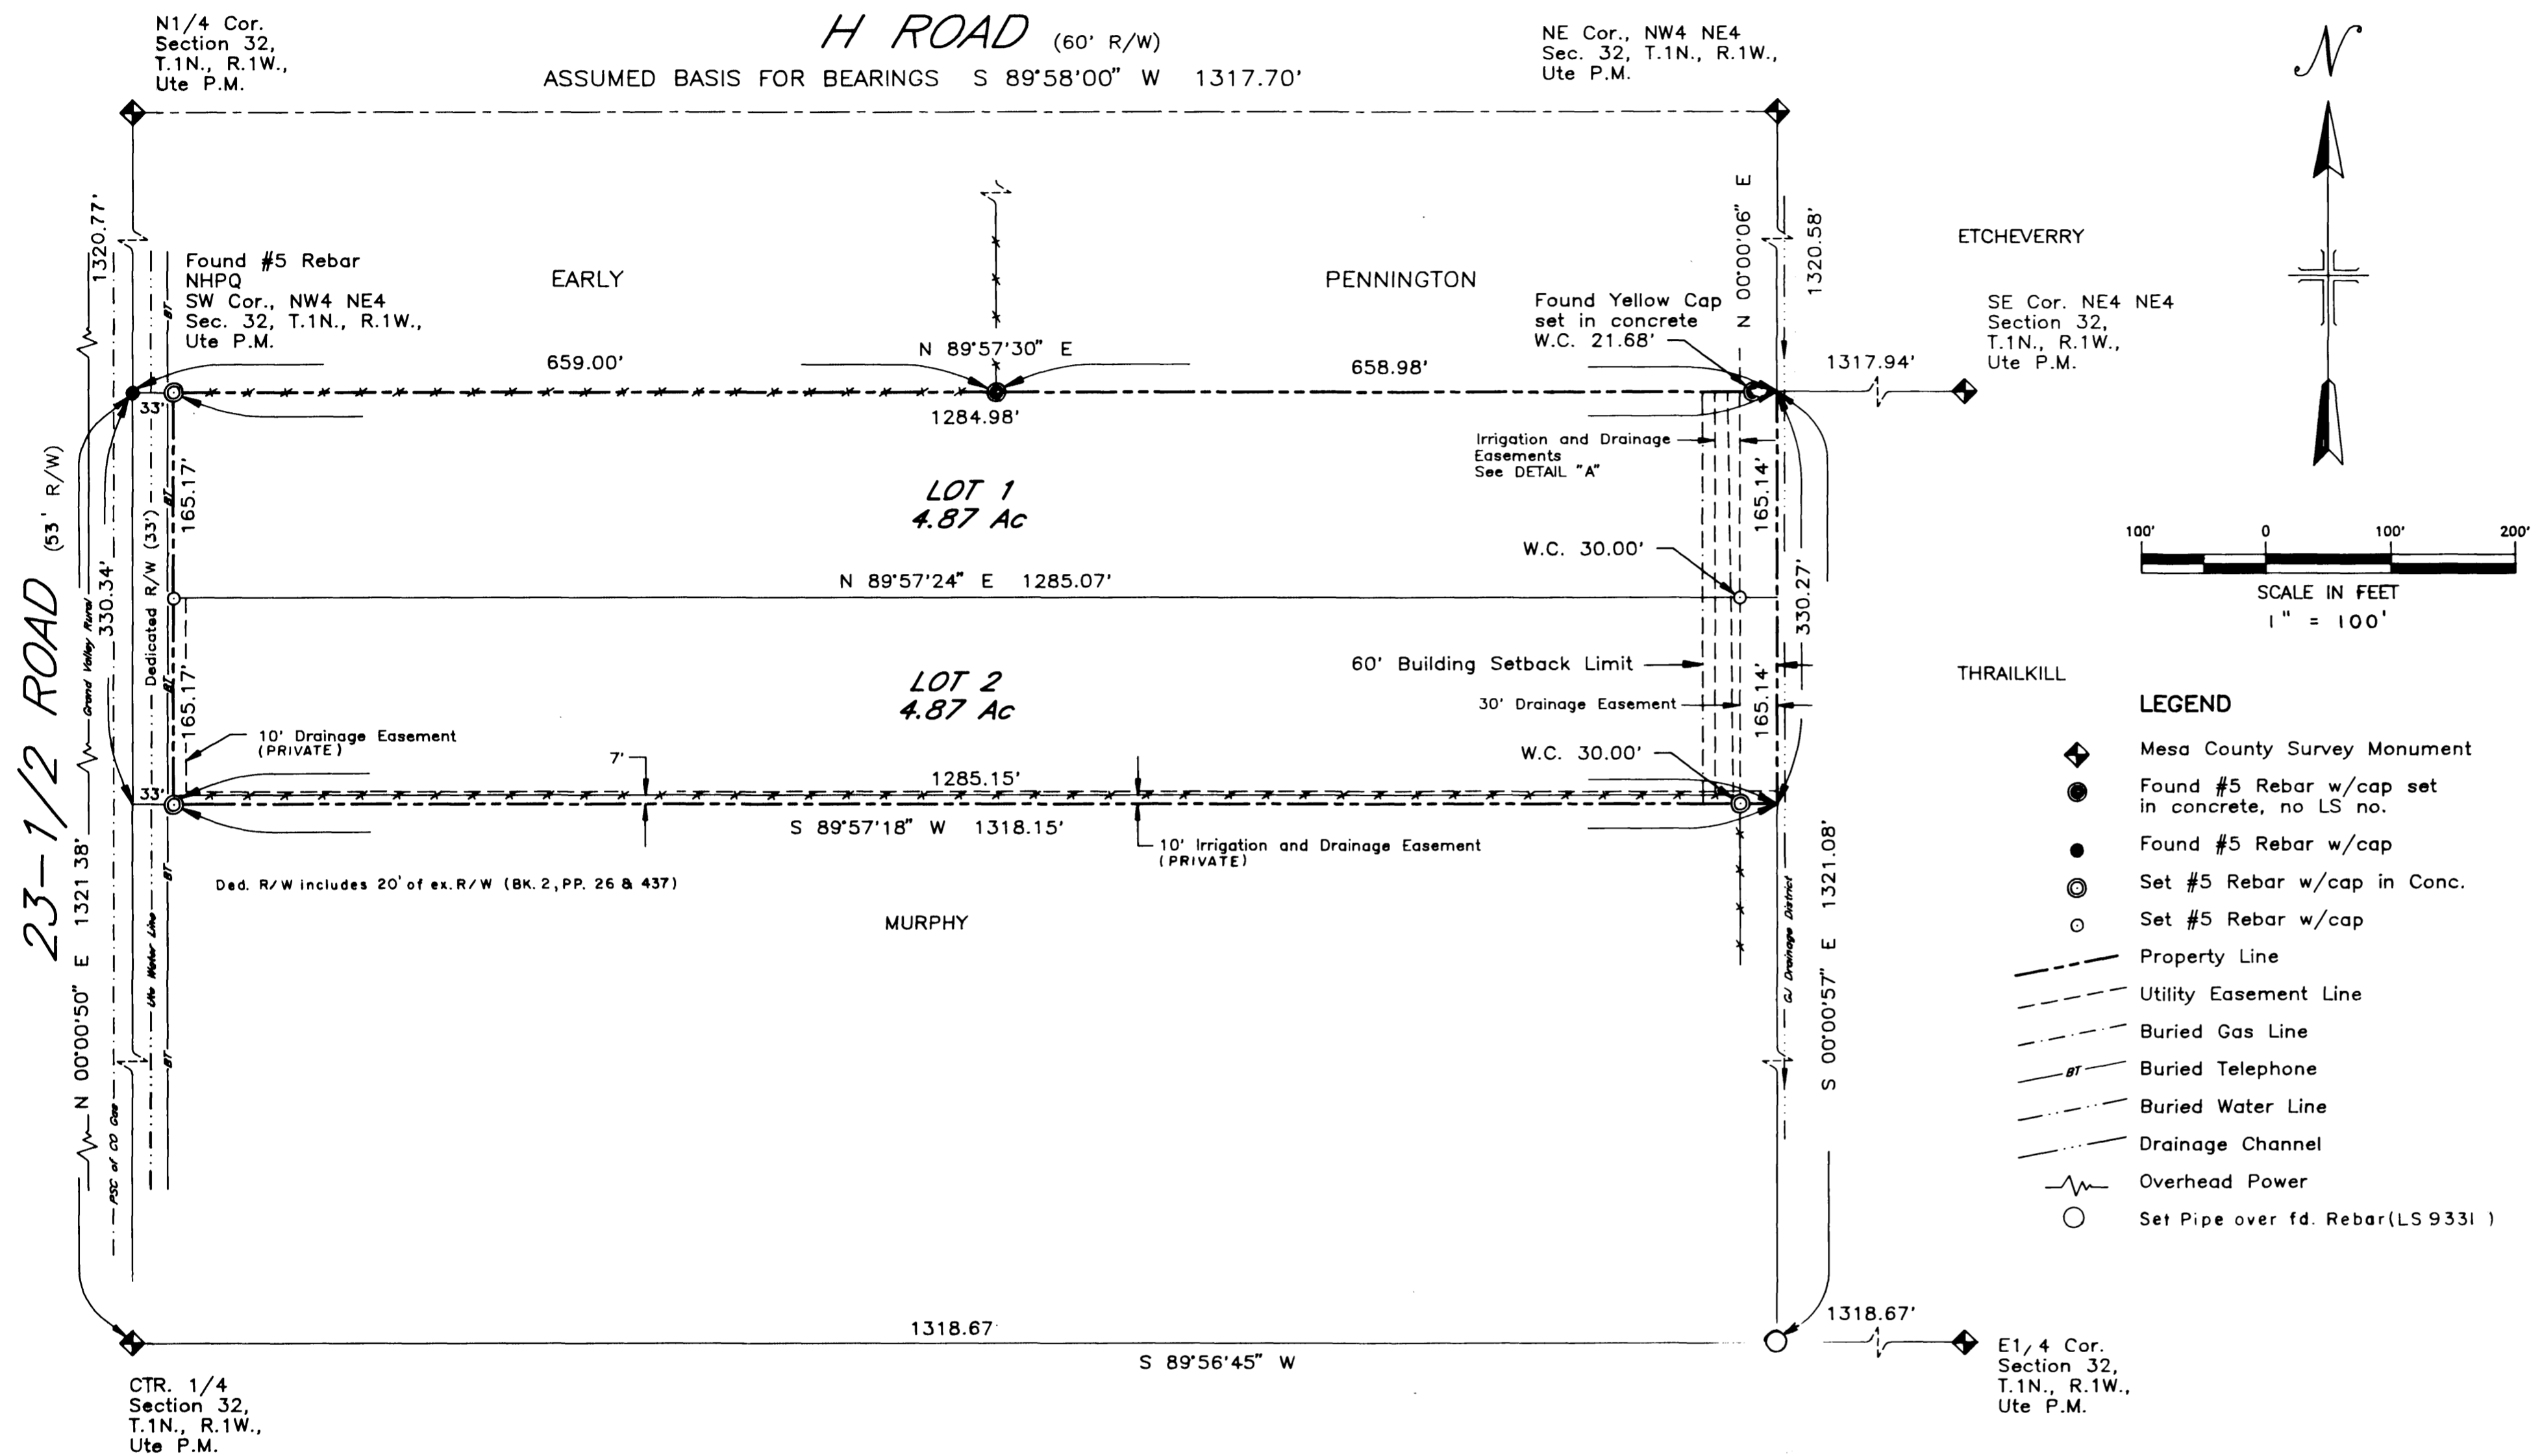 N1/4 Cor.
Section 32,
T.1N., R.1W.,
Ute P.M.
H ROAD (60' R/W)
ASSUMED BASIS FOR BEARINGS S 89°58'00" W 1317.70'
NE Cor., NW4 NE4
Sec. 32, T.1N., R.1W.,
Ute P.M.
N
1320.77'
Found #5 Rebar
NHPQ
SW Cor., NW4 NE4
Sec. 32, T.1N., R.1W.,
Ute P.M.
EARLY
PENNINGTON
N 00°00'06" E
1320.58'
ETCHEVERRY
Found Yellow Cap
set in concrete
W.C. 21.68'
SE Cor. NE4 NE4
Section 32,
T.1N., R.1W.,
Ute P.M.
659.00'
N 89°57'30" E
658.98'
1317.94'
33'
1284.98'
BT
165.17'
LOT 1
4.87 Ac
Irrigation and Drainage
Easements
See DETAIL "A"
165.14'
W.C. 30.00'
N 89°57'24" E 1285.07'
330.34'
330.27'
23-1/2 ROAD (53' R/W)
Grand Valley Rural
Dedicated R/W (33')
BT
BT
165.17'
LOT 2
4.87 Ac
60' Building Setback Limit
30' Drainage Easement
165.14'
W.C. 30.00'
10' Drainage Easement
(PRIVATE)
7'
1285.15'
33'
S 89°57'18" W 1318.15'
10' Irrigation and Drainage Easement
(PRIVATE)
Ded. R/W includes 20' of ex. R/W (BK. 2, PP. 26 & 437)
BT
MURPHY
N 00°00'50" E 1321 38'
PSC of CO Gas
Ute Water Line
BT
GJ Drainage District
S 00°00'57" E 1321.08'
THRAILKILL
100' 0 100' 200'
SCALE IN FEET
1" = 100'
LEGEND
Mesa County Survey Monument
Found #5 Rebar w/cap set
in concrete, no LS no.
Found #5 Rebar w/cap
Set #5 Rebar w/cap in Conc.
Set #5 Rebar w/cap
Property Line
Utility Easement Line
Buried Gas Line
BT Buried Telephone
Buried Water Line
Drainage Channel
Overhead Power
Set Pipe over fd. Rebar(LS 9331 )
1318.67'
S 89°56'45" W
1318.67'
CTR. 1/4
Section 32,
T.1N., R.1W.,
Ute P.M.
E1/4 Cor.
Section 32,
T.1N., R.1W.,
Ute P.M.